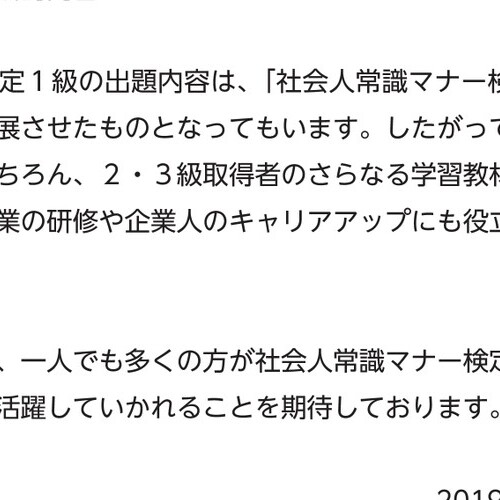 定１級の出題内容は、「社会人常識マナー検
展させたものとなってもいます。したがって
ちろん、２・３級取得者のさらなる学習教材
業の研修や企業人のキャリアアップにも役立
、一人でも多くの方が社会人常識マナー検定
活躍していかれることを期待しております。
2019